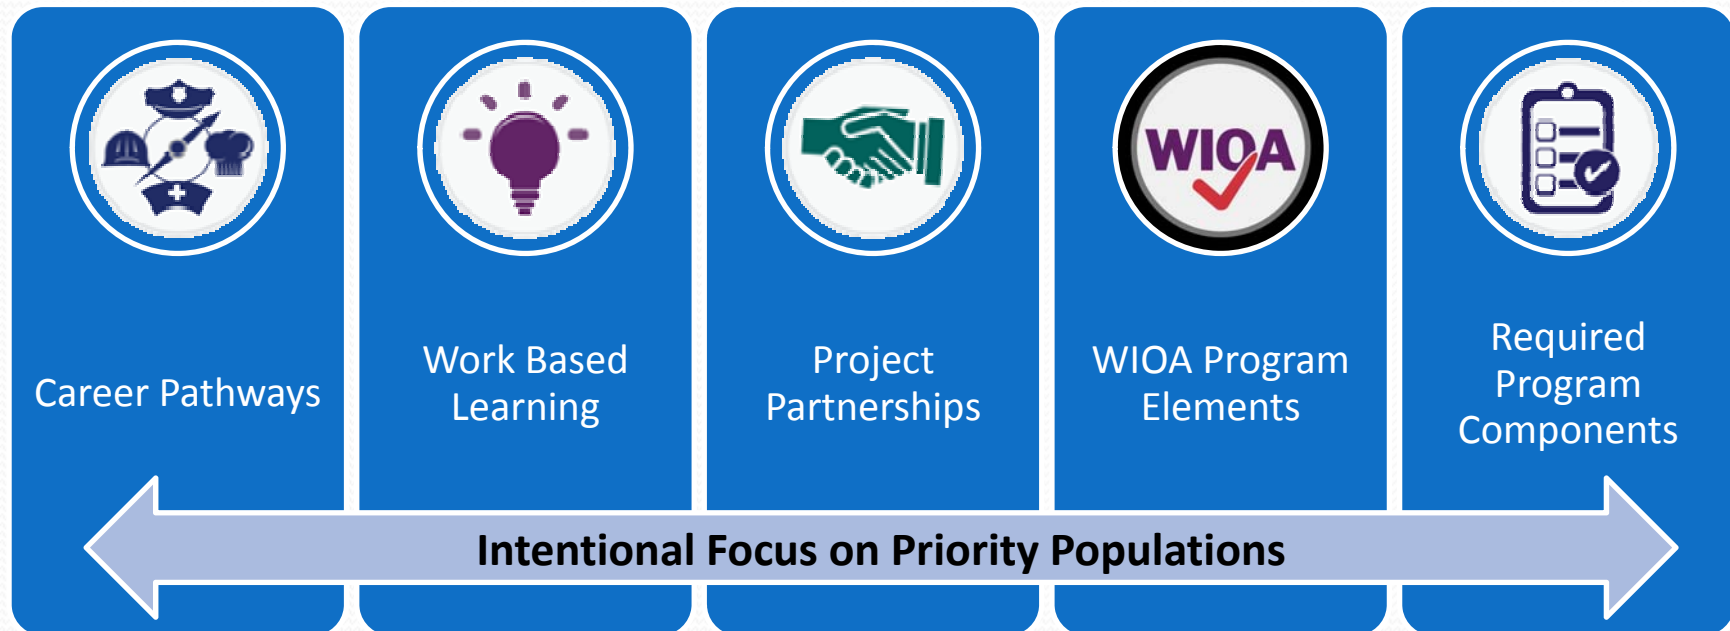 WIOA
Career Pathways
Work Based
Learning
Project
Partnerships
WIOA Program
Elements
Required
Program
Components
Intentional Focus on Priority Populations